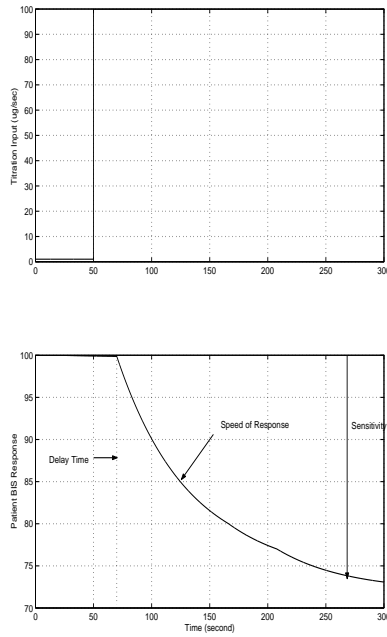 100
90
80
70
60
50
40
30
20
10
0
Titration Input (ug/sec)
0 50 100 150 200 250 300
100
95
90
85
80
75
70
Patient BIS Response
Speed of Response
Sensitivity
Delay Time
0 50 100 150 200 250 300
Time (second)